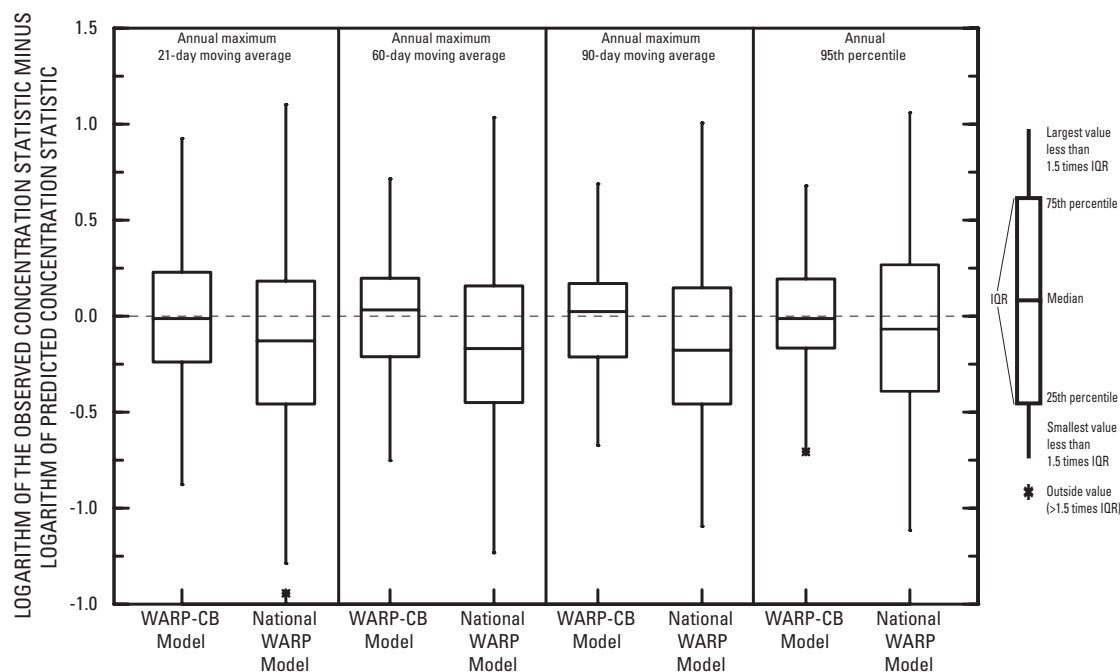 LOGARITHM OF THE OBSERVED CONCENTRATION STATISTIC MINUS
LOGARITHM OF PREDICTED CONCENTRATION STATISTIC
1.5
1.0
0.5
0.0
-0.5
-1.0
-1.0
Annual maximum
21-day moving average
Annual maximum
60-day moving average
Annual maximum
90-day moving average
Annual
95th percentile
WARP-CB
Model
National
WARP
Model
WARP-CB
Model
National
WARP
Model
WARP-CB
Model
National
WARP
Model
WARP-CB
Model
National
WARP
Model
Largest value
less than
1.5 times IQR
75th percentile
IQR
Median
25th percentile
Smallest value
less than
1.5 times IQR
Outside value
(>1.5 times IQR)